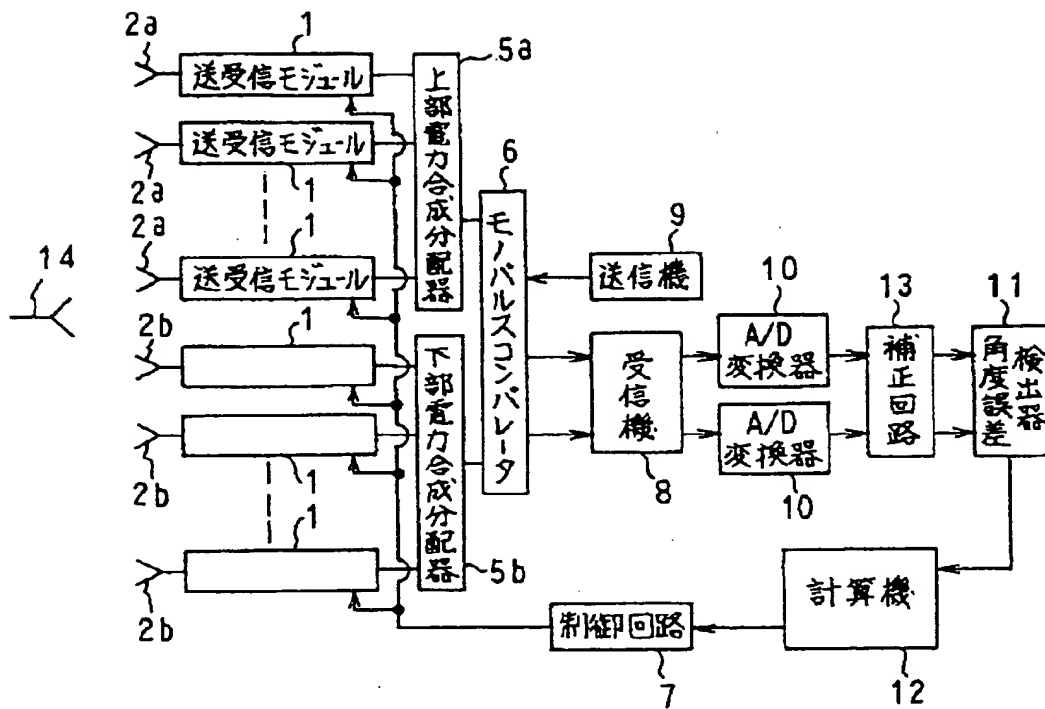 2a
1
送受信モジュール
5a
上部電力合成分配器
2a
送受信モジュール
1
2a
1
送受信モジュール
14
6
モノパルスコンパレータ
9
送信機
2b
1
下部電力合成分配器
5b
2b
1
1
2b
受信機
8
10
A/D
変換器
A/D
変換器
10
13
補正回路
11
角度誤差
検出器
計算機
12
制御回路
7